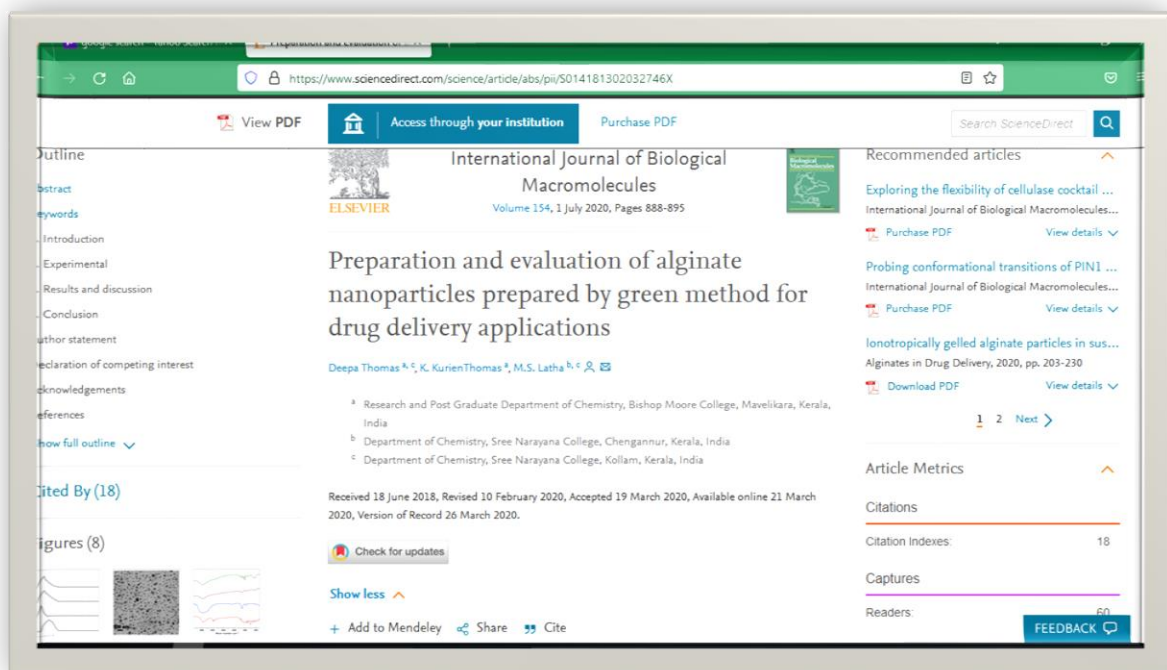 https://www.sciencedirect.com/science/article/abs/pii/S014181302032746X
View PDF
Access through your institution
Purchase PDF
Search ScienceDirect
Outline
Abstract
Keywords
Introduction
Experimental
Results and discussion
Conclusion
Author statement
Declaration of competing interest
Acknowledgements
References
Show full outline
Cited By (18)
Figures (8)
ELSEVIER
International Journal of Biological
Macromolecules
Volume 154, 1 July 2020, Pages 888-895
Preparation and evaluation of alginate
nanoparticles prepared by green method for
drug delivery applications
Deepa Thomas a, c, K. KurienThomas a, M.S. Latha b, c
a Research and Post Graduate Department of Chemistry, Bishop Moore College, Mavelikara, Kerala,
India
b Department of Chemistry, Sree Narayana College, Chengannur, Kerala, India
c Department of Chemistry, Sree Narayana College, Kollam, Kerala, India
Received 18 June 2018, Revised 10 February 2020, Accepted 19 March 2020, Available online 21 March
2020, Version of Record 26 March 2020.
Check for updates
Show less
+ Add to Mendeley Share Cite
Recommended articles
Exploring the flexibility of cellulase cocktail ...
International Journal of Biological Macromolecules...
Purchase PDF View details
Probing conformational transitions of PIN1 ...
International Journal of Biological Macromolecules...
Purchase PDF View details
Ionotropically gelled alginate particles in sus...
Alginates in Drug Delivery, 2020, pp. 203-230
Download PDF View details
1 2 Next
Article Metrics
Citations
Citation Indexes: 18
Captures
Readers: 60
FEEDBACK